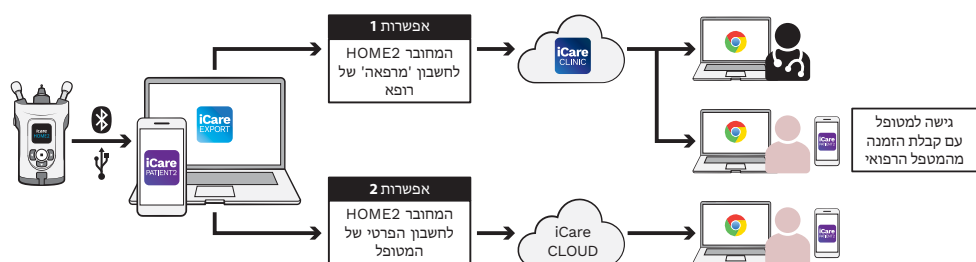 iCare
HOME2
iCare
EXPORT
iCare
PATIENT2
אפשרות 1
המחובר HOME2
לחשבון 'מרפאה' של
רופא
iCare
CLINIC
גישה למטופל
עם קבלת הזמנה
מהמטפל הרפואי
אפשרות 2
המחובר HOME2
לחשבון הפרטי של
המטופל
iCare
CLOUD